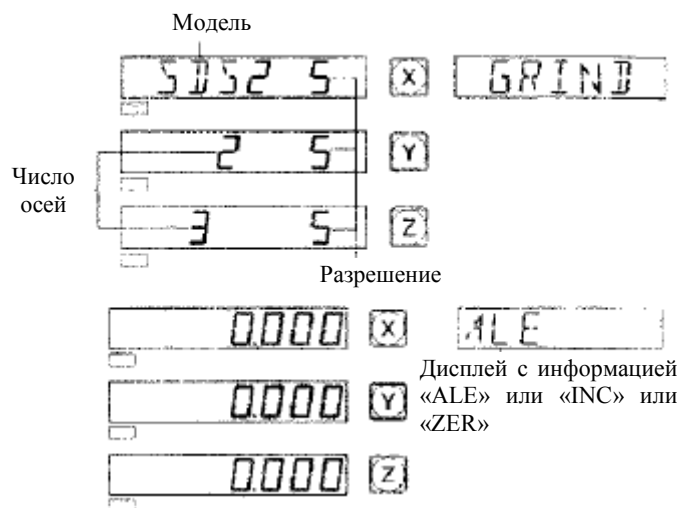 Модель
SDS2 5 X GRIND
2 5 Y
Число
осей
3 5 Z
Разрешение
0.000 X ALE
Дисплей с информацией
«ALE» или «INC» или
«ZER»
0.000 Y
0.000 Z